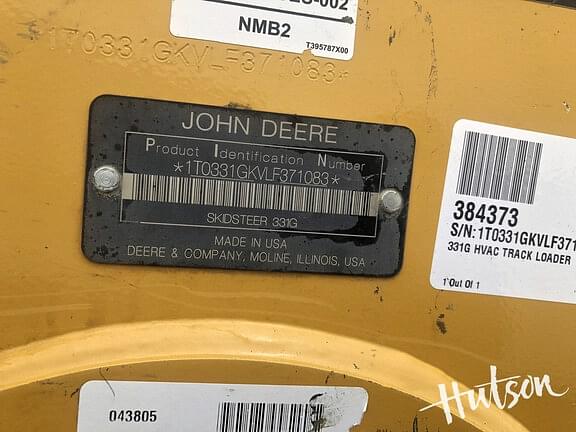 NMB2
T395787X00
1T0331GKVLF371083*
JOHN DEERE
Product Identification Number
*1T0331GKVLF371083*
SKIDSTEER 331G
MADE IN USA
DEERE & COMPANY, MOLINE, ILLINOIS, USA
384373
S/N:1T0331GKVLF371
331G HVAC TRACK LOADER
1 Out Of 1
Hutson
043805